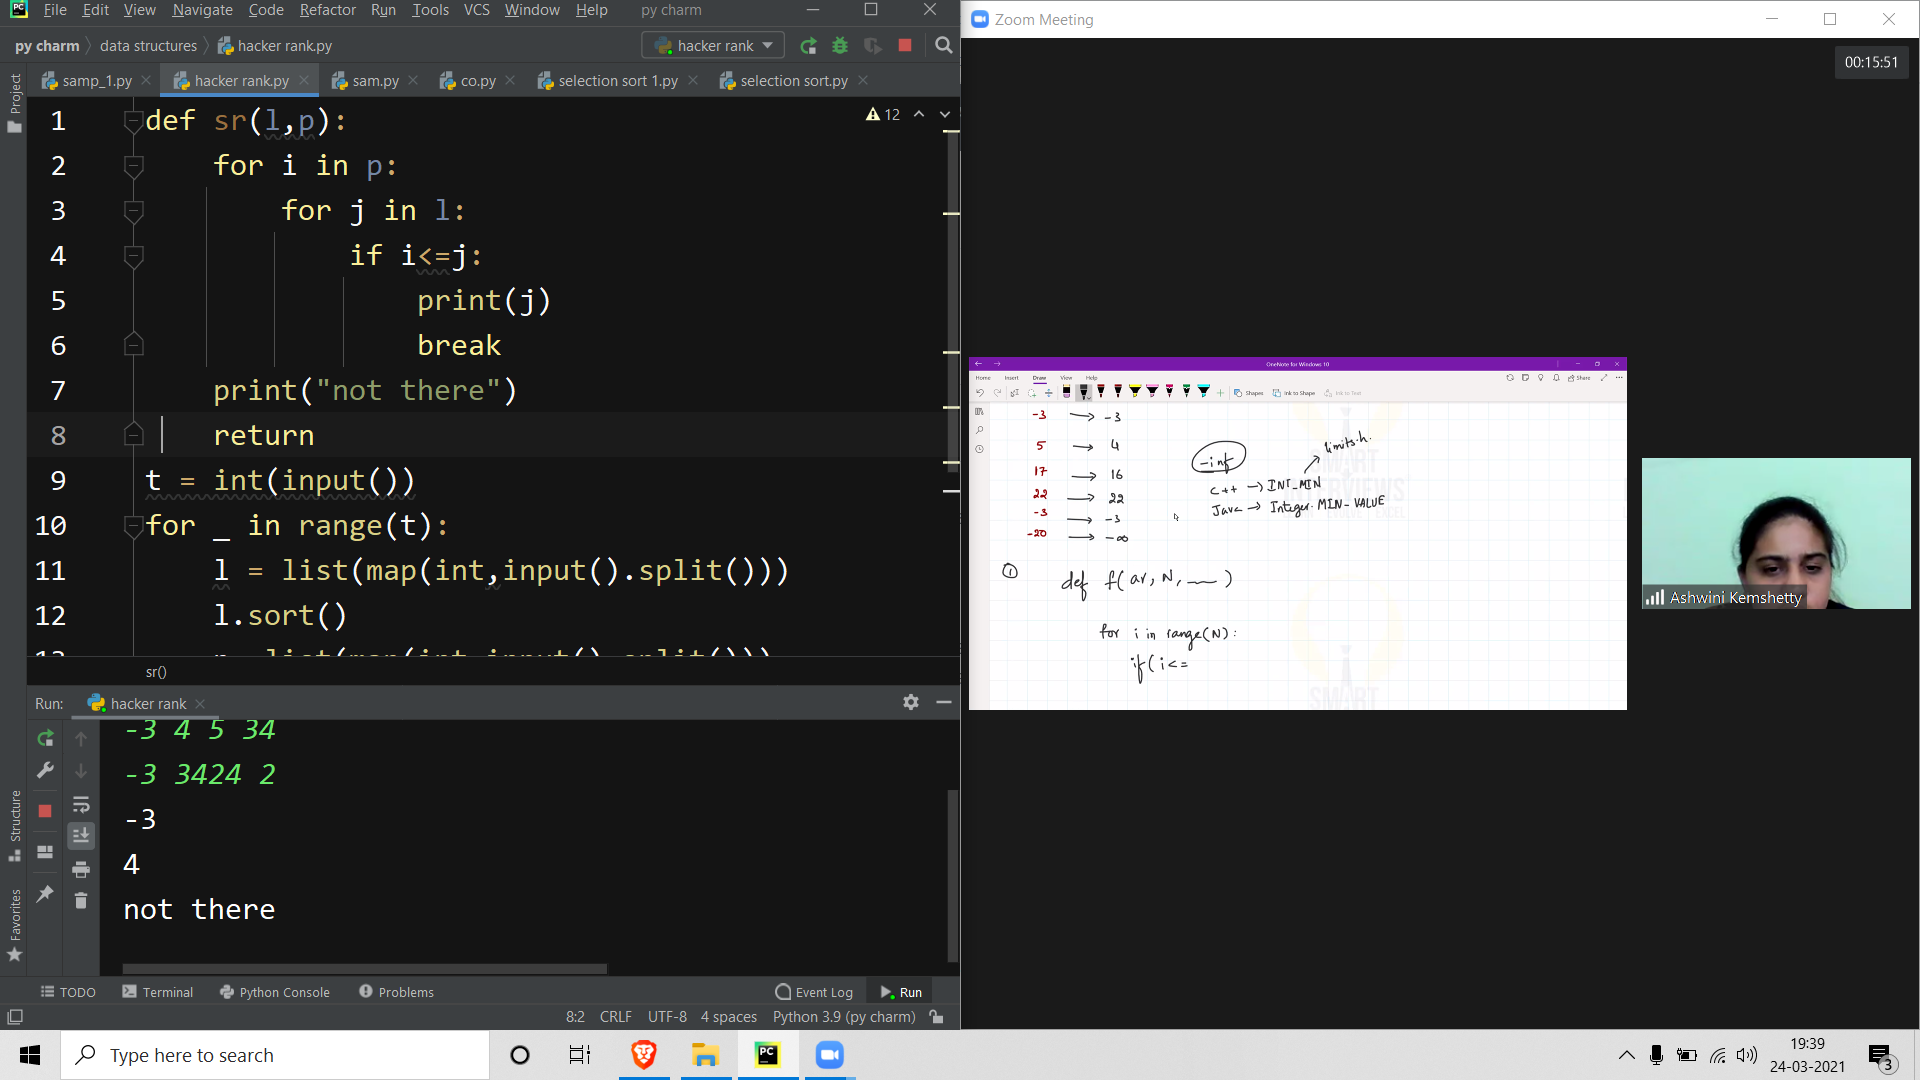 File Edit View Navigate Code Refactor Run Tools VCS Window Help py charm
py charm data structures hacker rank.py hacker rank
samp_1.py hacker rank.py sam.py co.py selection sort 1.py selection sort.py
Project
1 def sr(l,p):
12
2 for i in p:
3 for j in l:
4 if i<=j:
5 print(j)
6 break
7 print("not there")
8 return
9 t = int(input())
10 for _ in range(t):
11 l = list(map(int,input().split()))
12 l.sort()
sr()
Run: hacker rank
-3 4 5 34
-3 3424 2
-3
4
not there
Structure
Favorites
TODO Terminal Python Console Problems Event Log Run
8:2 CRLF UTF-8 4 spaces Python 3.9 (py charm)
Zoom Meeting
00:15:51
OneNote for Windows 10
Home Insert Draw View Help
Share
Shapes Ink to Shape Ink to Text
-3 → -3
5 → 4
17 → 16
22 → 22
-3 → -3
-20 → -∞
-inf
limits.h.
C++ → INT_MIN
Java → Integer.MIN_VALUE
SMART
INTERVIEWS
① def f(ar, N, __ )
for i in range(N):
if( i <=
SMART
Ashwini Kemshetty
Type here to search
PC
19:39
24-03-2021
3